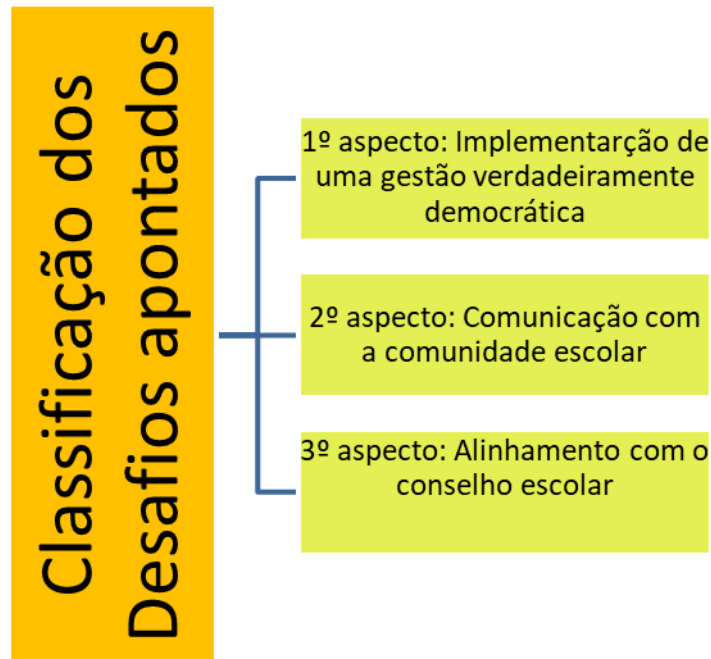 Classificação dos
Desafios apontados
1º aspecto: Implementarção de
uma gestão verdadeiramente
democrática
2º aspecto: Comunicação com
a comunidade escolar
3º aspecto: Alinhamento com o
conselho escolar